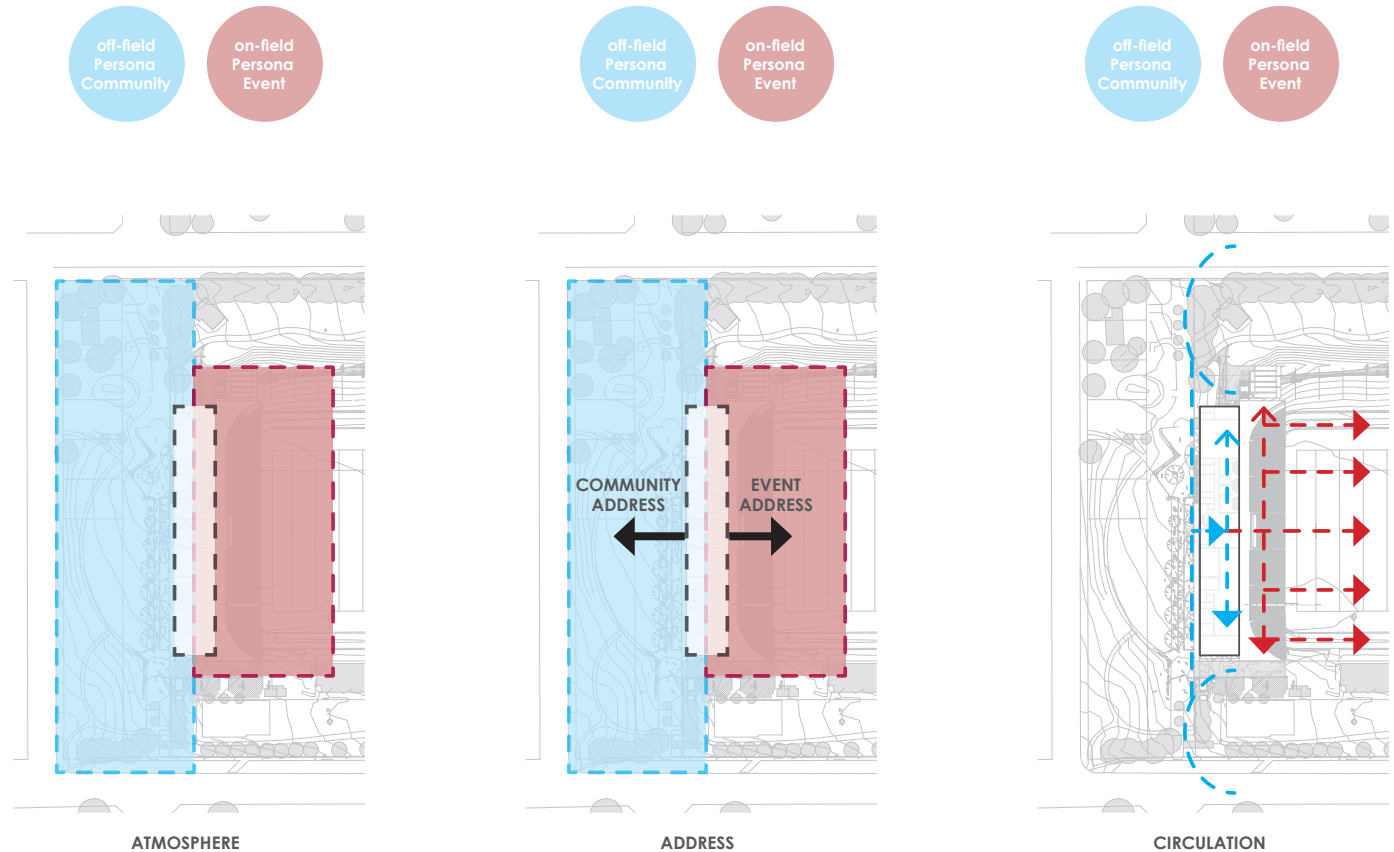 off-field
Persona
Community
on-field
Persona
Event
off-field
Persona
Community
on-field
Persona
Event
off-field
Persona
Community
on-field
Persona
Event
COMMUNITY
ADDRESS
EVENT
ADDRESS
ATMOSPHERE
ADDRESS
CIRCULATION